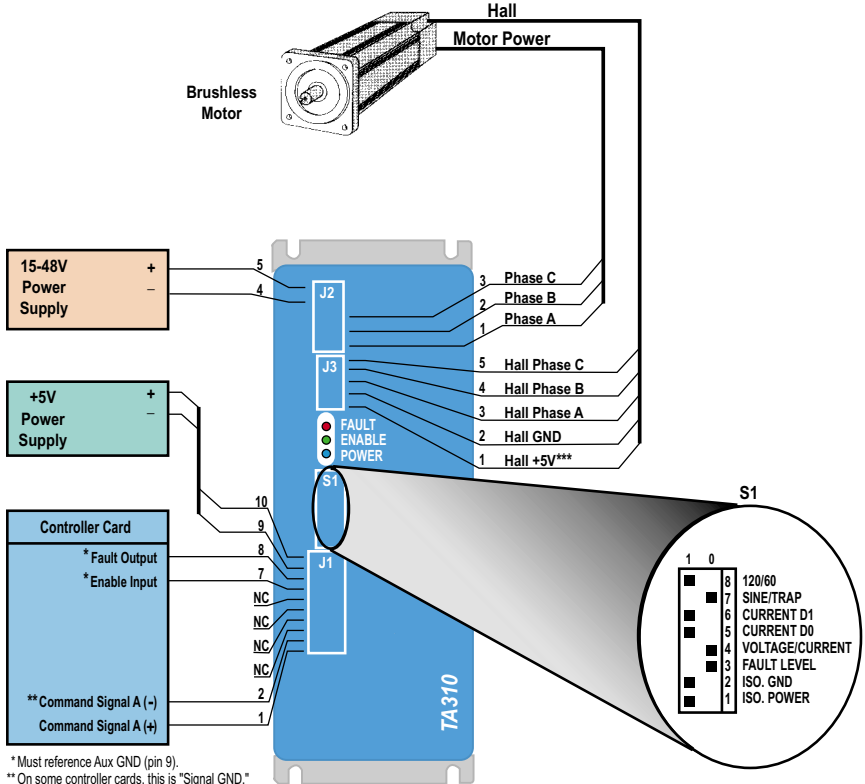 Hall
Motor Power
Brushless
Motor
15-48V
Power
Supply
+
–
5
4
J2
3 Phase C
2 Phase B
1 Phase A
J3
5 Hall Phase C
4 Hall Phase B
3 Hall Phase A
2 Hall GND
1 Hall +5V***
+5V
Power
Supply
+
–
FAULT
ENABLE
POWER
S1
10
9
8
7
NC
NC
NC
NC
2
1
J1
Controller Card
* Fault Output
* Enable Input
** Command Signal A (-)
Command Signal A (+)
TA310
S1
1 0
8 120/60
7 SINE/TRAP
6 CURRENT D1
5 CURRENT D0
4 VOLTAGE/CURRENT
3 FAULT LEVEL
2 ISO. GND
1 ISO. POWER
* Must reference Aux GND (pin 9).
** On some controller cards, this is "Signal GND."